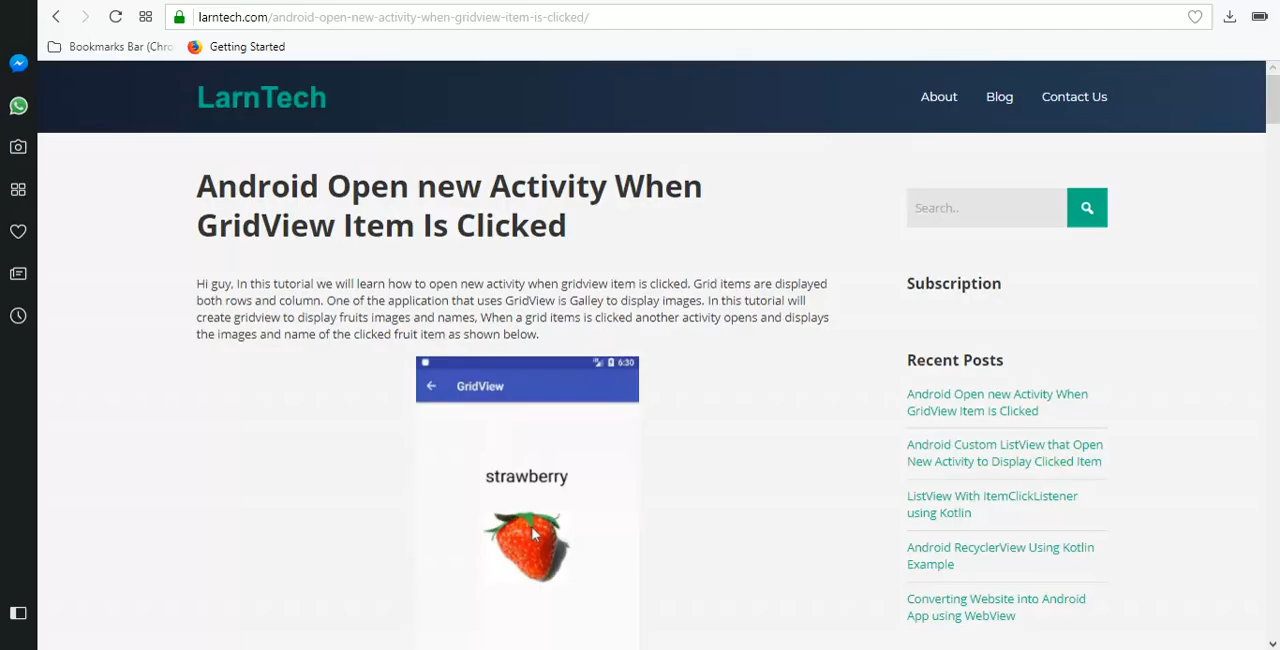 larntech.com/android-open-new-activity-when-gridview-item-is-clicked/
Bookmarks Bar (Chro
Getting Started
LarnTech
About
Blog
Contact Us
Android Open new Activity When
GridView Item Is Clicked
Hi guy, In this tutorial we will learn how to open new activity when gridview item is clicked. Grid items are displayed
both rows and column. One of the application that uses GridView is Galley to display images. In this tutorial will
create gridview to display fruits images and names, When a grid items is clicked another activity opens and displays
the images and name of the clicked fruit item as shown below.
6:30
GridView
strawberry
Search..
Subscription
Recent Posts
Android Open new Activity When
GridView Item Is Clicked
Android Custom ListView that Open
New Activity to Display Clicked Item
ListView With ItemClickListener
using Kotlin
Android RecyclerView Using Kotlin
Example
Converting Website into Android
App using WebView